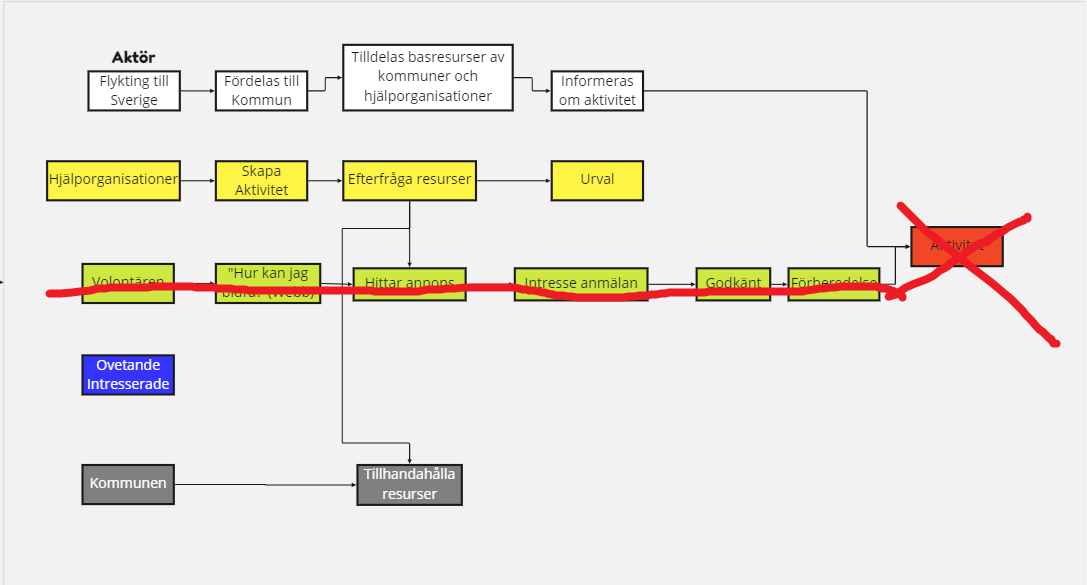 Aktör
Flykting till
Sverige
Fördelas till
Kommun
Tilldelas basresurser av
kommuner och
hjälporganisationer
Informeras
om aktivitet
Hjälporganisationer
Skapa
Aktivitet
Efterfråga resurser
Urval
Aktivitet
Volontären
"Hur kan jag
bidra?"(Webb)
Hittar annons
Intresse anmälan
Godkänt
Förberedelse
Ovetande
Intresserade
Kommunen
Tillhandahålla
resurser